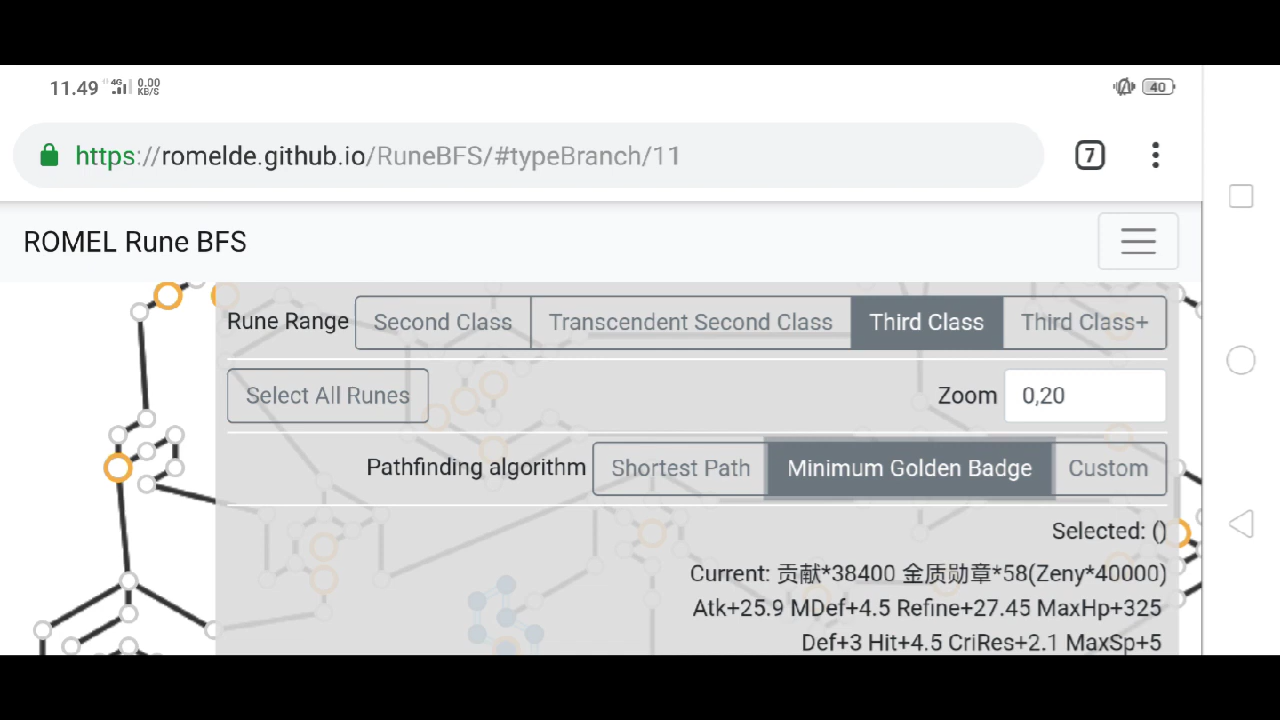 11.49 4G 0.00 KB/S 40
https://romelde.github.io/RuneBFS/#typeBranch/11 7
ROMEL Rune BFS
Rune Range Second Class Transcendent Second Class Third Class Third Class+
Select All Runes Zoom 0,20
Pathfinding algorithm Shortest Path Minimum Golden Badge Custom
Selected: ()
Current: 贡献*38400 金质勋章*58(Zeny*40000)
Atk+25.9 MDef+4.5 Refine+27.45 MaxHp+325
Def+3 Hit+4.5 CriRes+2.1 MaxSp+5